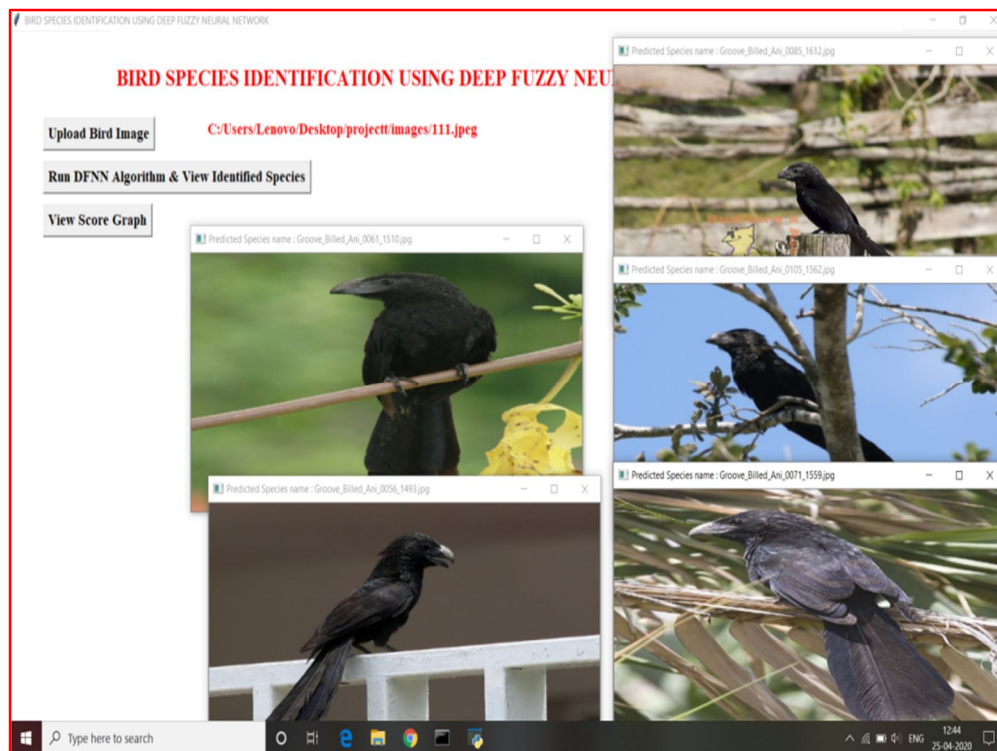 BIRD SPECIES IDENTIFICATION USING DEEP FUZZY NEURAL NETWORK
BIRD SPECIES IDENTIFICATION USING DEEP FUZZY NEU
Upload Bird Image
C:/Users/Lenovo/Desktop/projectt/images/111.jpeg
Run DFNN Algorithm & View Identified Species
View Score Graph
Predicted Species name : Groove_Billed_Ani_0085_1612.jpg
Predicted Species name : Groove_Billed_Ani_0061_1510.jpg
Predicted Species name : Groove_Billed_Ani_0105_1562.jpg
Predicted Species name : Groove_Billed_Ani_0056_1493.jpg
Predicted Species name : Groove_Billed_Ani_0071_1559.jpg
Type here to search
ENG
12:44
25-04-2020